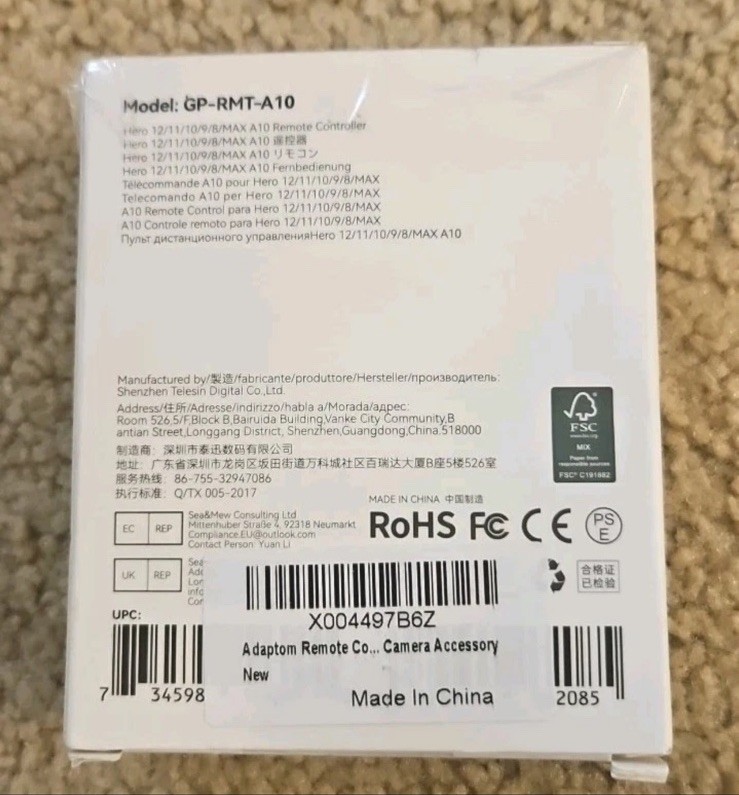 Model: GP-RMT-A10
Hero 12/11/10/9/8/MAX A10 Remote Controller
Hero 12/11/10/9/8/MAX A10 遥控器
Hero 12/11/10/9/8/MAX A10 リモコン
Hero 12/11/10/9/8/MAX A10 Fernbedienung
Télécommande A10 pour Hero 12/11/10/9/8/MAX
Telecomando A10 per Hero 12/11/10/9/8/MAX
A10 Remote Control para Hero 12/11/10/9/8/MAX
A10 Controle remoto para Hero 12/11/10/9/8/MAX
Пульт дистанционного управленияHero 12/11/10/9/8/MAX A10
Manufactured by/製造/fabricante/produttore/Hersteller/производитель:
Shenzhen Telesin Digital Co.,Ltd.
Address/住所/Adresse/indirizzo/habla a/Morada/адрес:
Room 526,5/F,Block B,Bairuida Building,Vanke City Community,B
antian Street,Longgang District, Shenzhen,Guangdong,China.518000
制造商：深圳市泰迅数码有限公司
地址：广东省深圳市龙岗区坂田街道万科城社区百瑞达大厦B座5楼526室
服务热线：86-755-32947086
执行标准：Q/TX 005-2017
FSC
www.fsc.org
MIX
Paper from
responsible sources
FSC® C191882
MADE IN CHINA 中国制造
EC REP
Sea&Mew Consulting Ltd
Mittenhuber Straße 4, 92318 Neumarkt
Compliance.EU@outlook.com
Contact Person: Yuan Li
RoHS FC CE PS
E
UK REP
Sea
Ade
Lor
info
Cor
合格证
已检验
UPC:
7 34598 2085
X004497B6Z
Adaptom Remote Co... Camera Accessory
New
Made In China